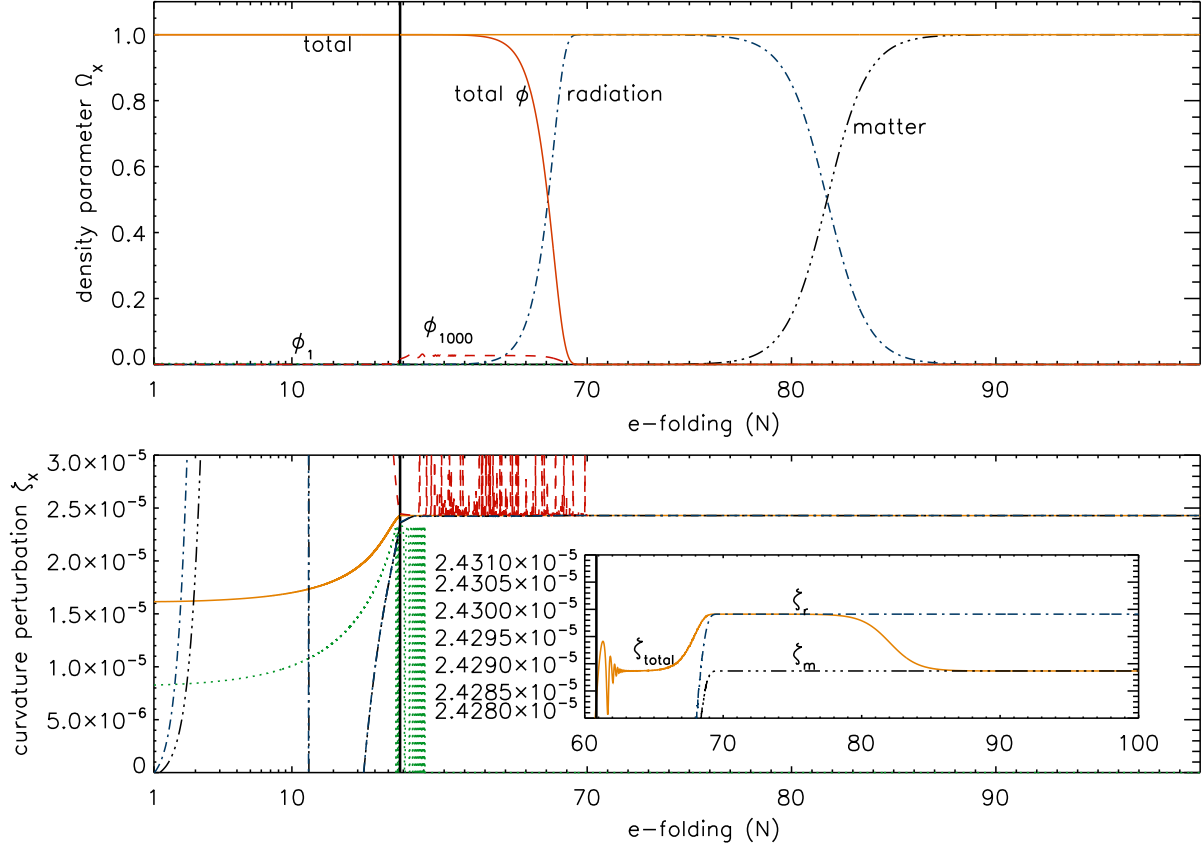 1.0
total
0.8
total ϕ
radiation
matter
density parameter Ωₓ
0.6
0.4
0.2
ϕ₁
ϕ₁₀₀₀
0.0
1
10
70
80
90
e-folding (N)
3.0×10⁻⁵
2.5×10⁻⁵
2.0×10⁻⁵
1.5×10⁻⁵
1.0×10⁻⁵
5.0×10⁻⁶
0
curvature perturbation ζₓ
2.4310×10⁻⁵
2.4305×10⁻⁵
2.4300×10⁻⁵
2.4295×10⁻⁵
2.4290×10⁻⁵
2.4285×10⁻⁵
2.4280×10⁻⁵
ζᵣ
ζtotal
ζₘ
60
70
80
90
100
1
10
70
80
90
e-folding (N)